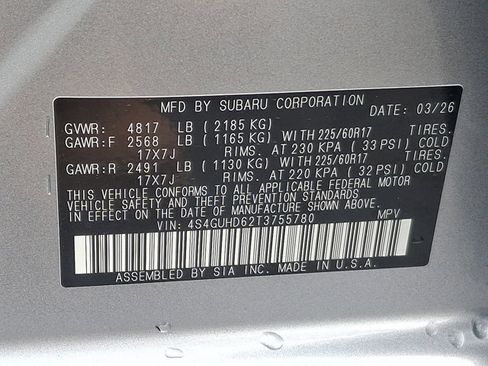 MFD BY SUBARU CORPORATION DATE: 03/26
GVWR: 4817 LB ( 2185 KG)
GAWR:F 2568 LB ( 1165 KG) WITH 225/60R17 TIRES.
17X7J RIMS. AT 230 KPA ( 33 PSI) COLD
GAWR:R 2491 LB ( 1130 KG) WITH 225/60R17 TIRES.
17X7J RIMS. AT 220 KPA ( 32 PSI) COLD
THIS VEHICLE CONFORMS TO ALL APPLICABLE FEDERAL MOTOR
VEHICLE SAFETY AND THEFT PREVENTION STANDARDS
IN EFFECT ON THE DATE OF MANUFACTURE SHOWN ABOVE.
VIN: 4S4GUHD62T3755780 MPV
ASSEMBLED BY SIA INC. MADE IN U.S.A.